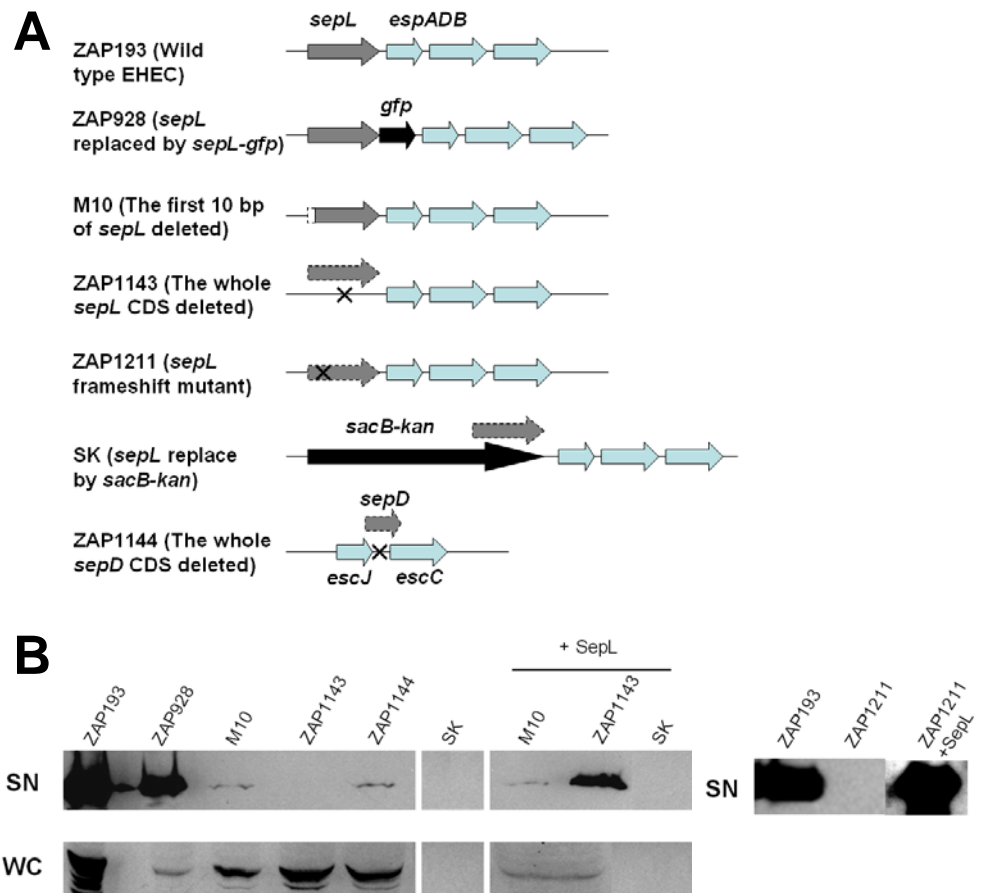 A
sepL espADB
ZAP193 (Wild
type EHEC)
gfp
ZAP928 (sepL
replaced by sepL-gfp)
M10 (The first 10 bp
of sepL deleted)
ZAP1143 (The whole
sepL CDS deleted)
ZAP1211 (sepL
frameshift mutant)
sacB-kan
SK (sepL replace
by sacB-kan)
sepD
ZAP1144 (The whole
sepD CDS deleted)
escJ escC
B
+ SepL
ZAP193 ZAP928 M10 ZAP1143 ZAP1144 SK M10 ZAP1143 SK ZAP193 ZAP1211 ZAP1211
+SepL
SN
SN
WC